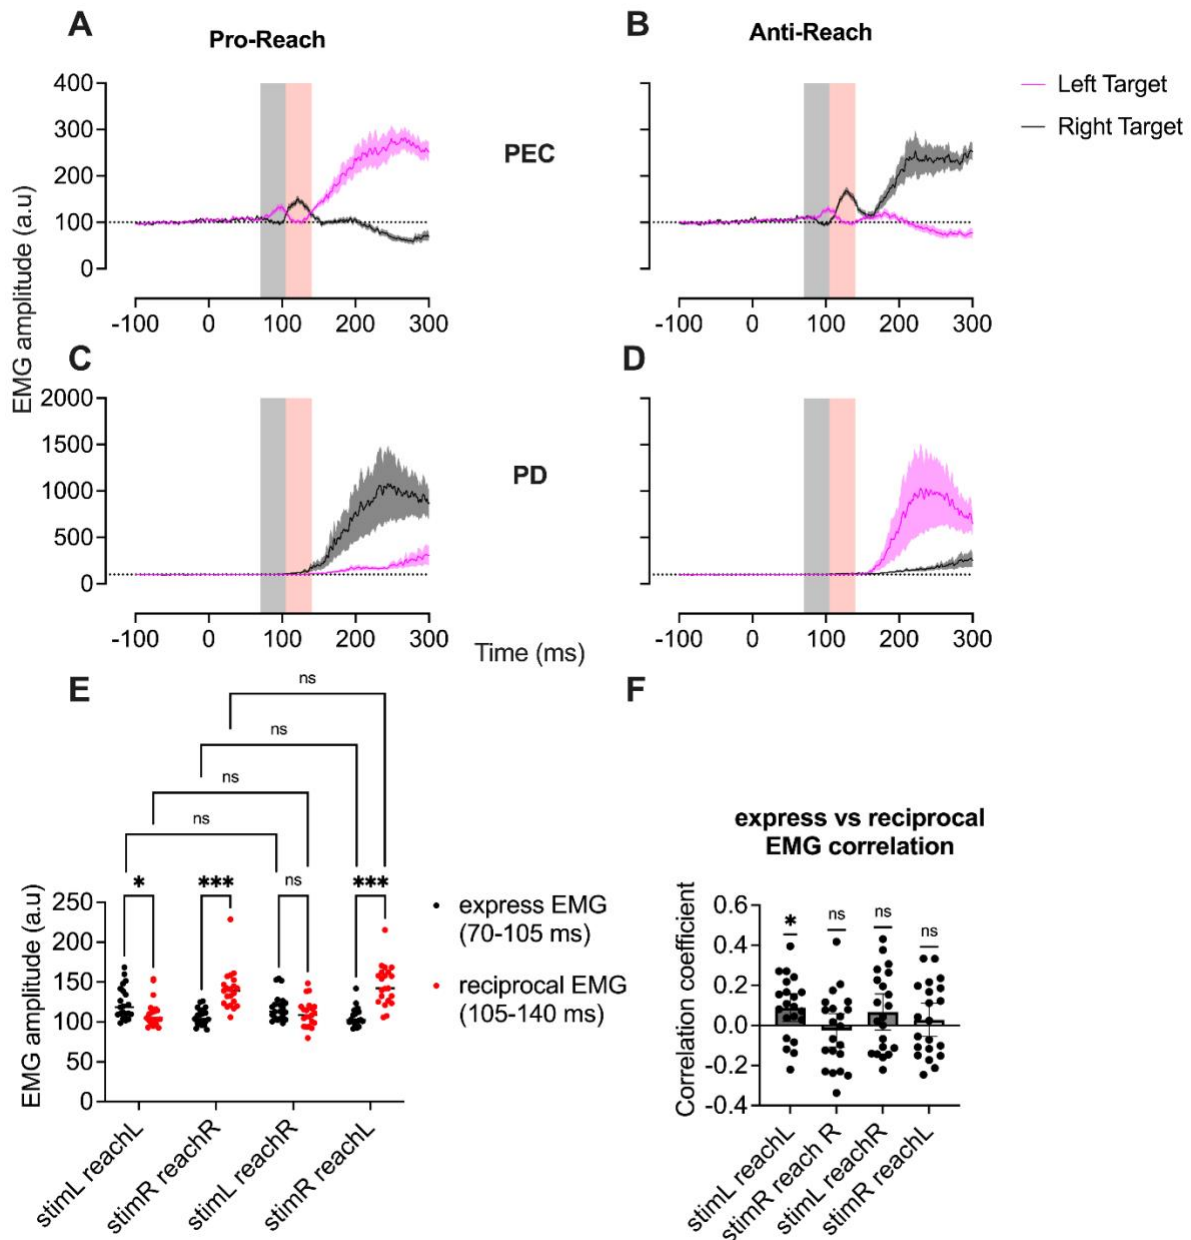 A
Pro-Reach
B
Anti-Reach
Left Target
Right Target
EMG amplitude (a.u)
400
300
200
100
0
PEC
-100 0 100 200 300
-100 0 100 200 300
C
D
2000
1500
1000
500
0
PD
-100 0 100 200 300
-100 0 100 200 300
Time (ms)
E
ns
ns
ns
ns
* *** ns ***
EMG amplitude (a.u)
250
200
150
100
50
0
express EMG
(70-105 ms)
reciprocal EMG
(105-140 ms)
stimL reachL
stimR reachR
stimL reachR
stimR reachL
F
express vs reciprocal
EMG correlation
Correlation coefficient
0.6
0.4
0.2
0.0
-0.2
-0.4
* ns ns ns
stimL reachL
stimR reach R
stimL reachR
stimR reachL